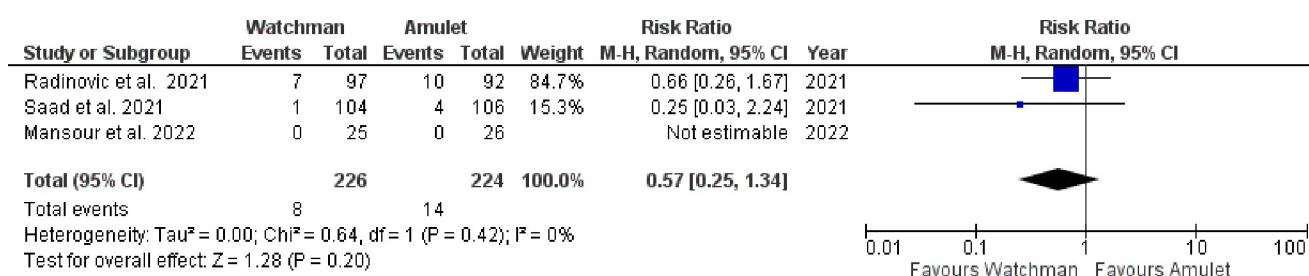 Watchman Amulet Risk Ratio Risk Ratio
Study or Subgroup Events Total Events Total Weight M-H, Random, 95% CI Year M-H, Random, 95% CI
Radinovic et al. 2021 7 97 10 92 84.7% 0.66 [0.26, 1.67] 2021
Saad et al. 2021 1 104 4 106 15.3% 0.25 [0.03, 2.24] 2021
Mansour et al. 2022 0 25 0 26 Not estimable 2022
Total (95% CI) 226 224 100.0% 0.57 [0.25, 1.34]
Total events 8 14
Heterogeneity: Tau² = 0.00; Chi² = 0.64, df = 1 (P = 0.42); I² = 0%
Test for overall effect: Z = 1.28 (P = 0.20)
0.01 0.1 1 10 100
Favours Watchman Favours Amulet